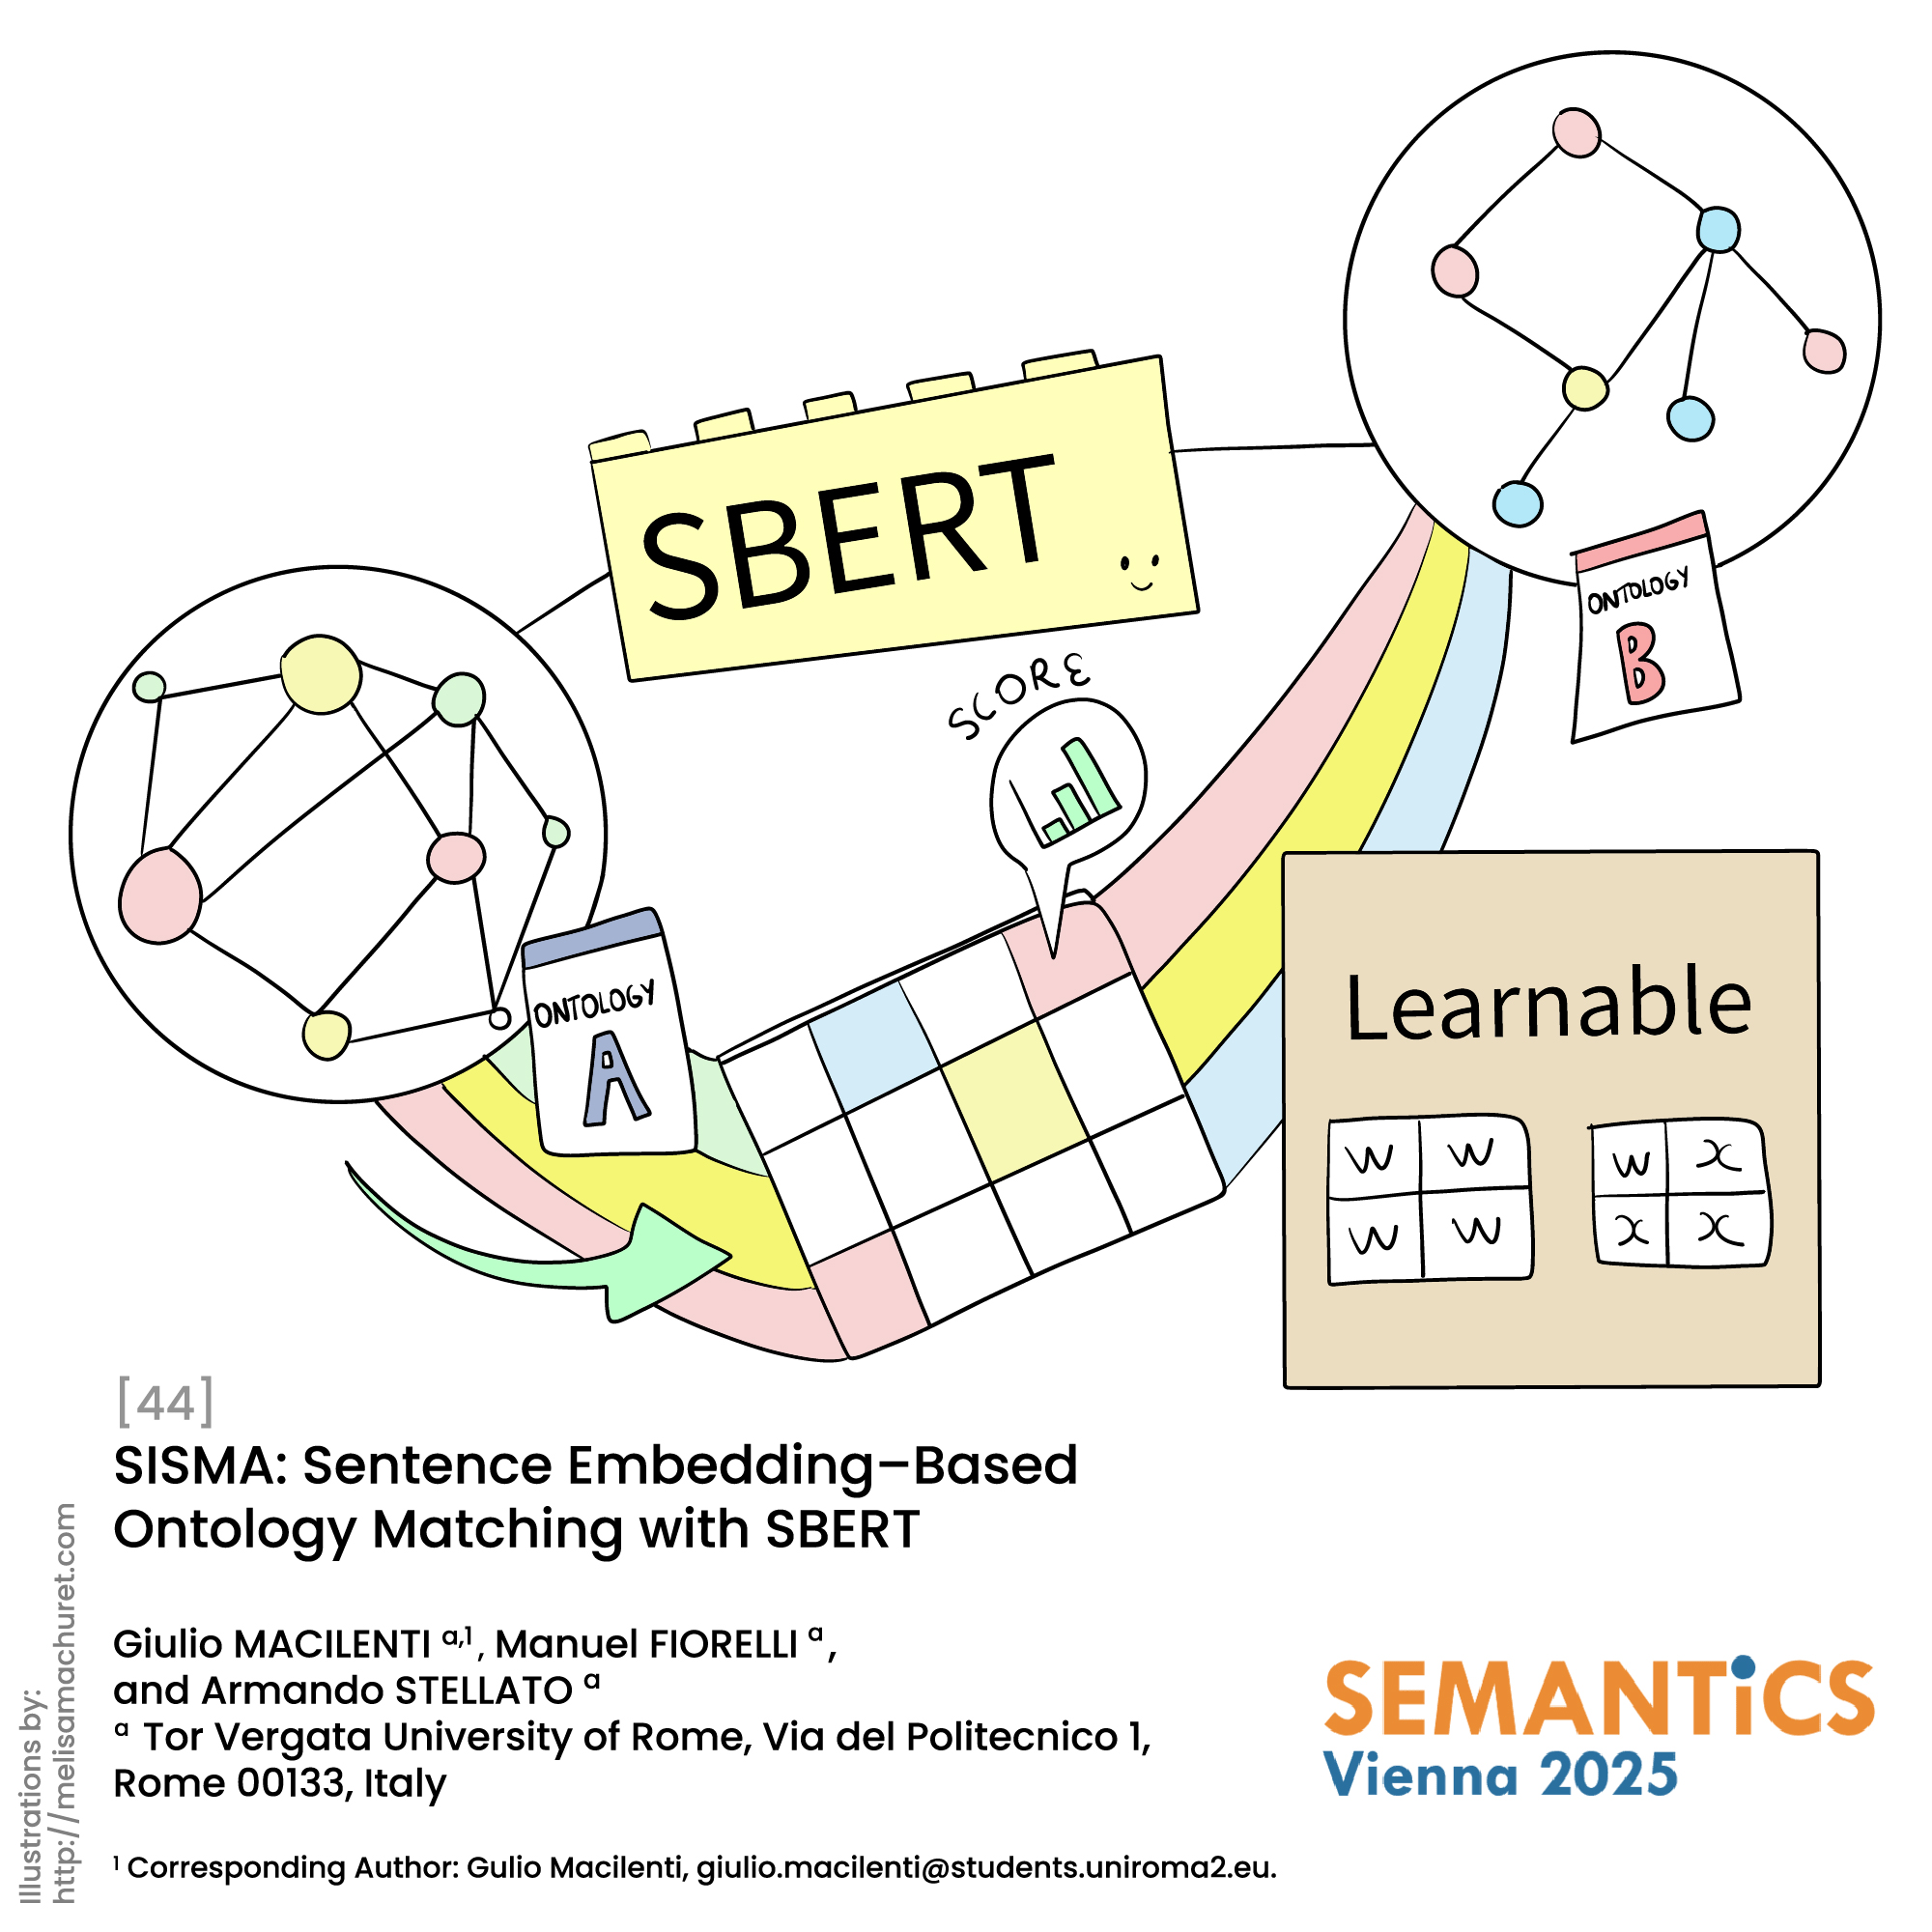 SBERT
SCORE
ONTOLOGY
B
ONTOLOGY
A
Learnable
W W
W W
W x
x x
[44]
SISMA: Sentence Embedding–Based
Ontology Matching with SBERT
Giulio MACILENTI a,1, Manuel FIORELLI a,
and Armando STELLATO a
a Tor Vergata University of Rome, Via del Politecnico 1,
Rome 00133, Italy
1 Corresponding Author: Gulio Macilenti, giulio.macilenti@students.uniroma2.eu.
SEMANTiCS
Vienna 2025
Illustrations by:
http://melisamachuret.com